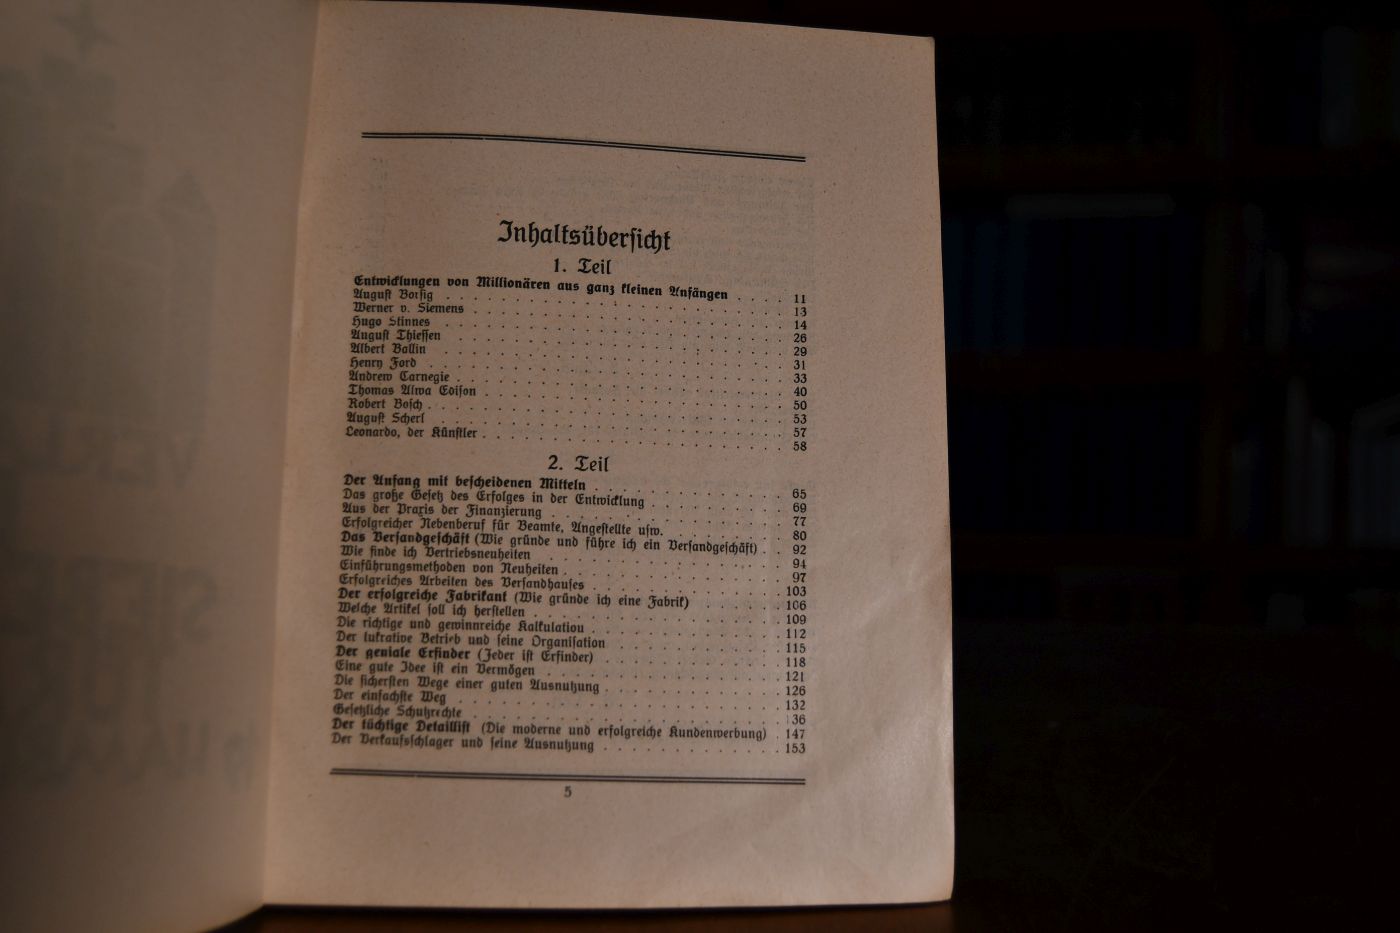 Inhaltsübersicht
1. Teil
Entwicklungen von Millionären aus ganz kleinen Anfängen . . . . 11
August Borsig . . . . 13
Werner v. Siemens . . . . 14
Hugo Stinnes . . . . 26
August Thiessen . . . . 29
Albert Ballin . . . . 31
Henry Ford . . . . 33
Andrew Carnegie . . . . 40
Thomas Alwa Edison . . . . 50
Robert Bosch . . . . 53
August Scherl . . . . 57
Leonardo, der Künstler . . . . 58
2. Teil
Der Anfang mit bescheidenen Mitteln . . . . 65
Das große Gesetz des Erfolges in der Entwicklung . . . . 69
Aus der Praxis der Finanzierung . . . . 77
Erfolgreicher Nebenberuf für Beamte, Angestellte usw. . . . . 80
Das Versandgeschäft (Wie gründe und führe ich ein Versandgeschäft) . . 92
Wie finde ich Vertriebsneuheiten . . . . 94
Einführungsmethoden von Neuheiten . . . . 97
Erfolgreiches Arbeiten des Versandhauses . . . . 103
Der erfolgreiche Fabrikant (Wie gründe ich eine Fabrik) . . . . 106
Welche Artikel soll ich herstellen . . . . 109
Die richtige und gewinnreiche Kalkulation . . . . 112
Der lukrative Betrieb und seine Organisation . . . . 115
Der geniale Erfinder (Jeder ist Erfinder) . . . . 118
Eine gute Idee ist ein Vermögen . . . . 121
Die sichersten Wege einer guten Ausnutzung . . . . 126
Der einfachste Weg . . . . 132
Gesetzliche Schutzrechte . . . . 136
Der tüchtige Detaillist (Die moderne und erfolgreiche Kundenwerbung) . 147
Der Verkaufsschlager und seine Ausnutzung . . . . 153
5